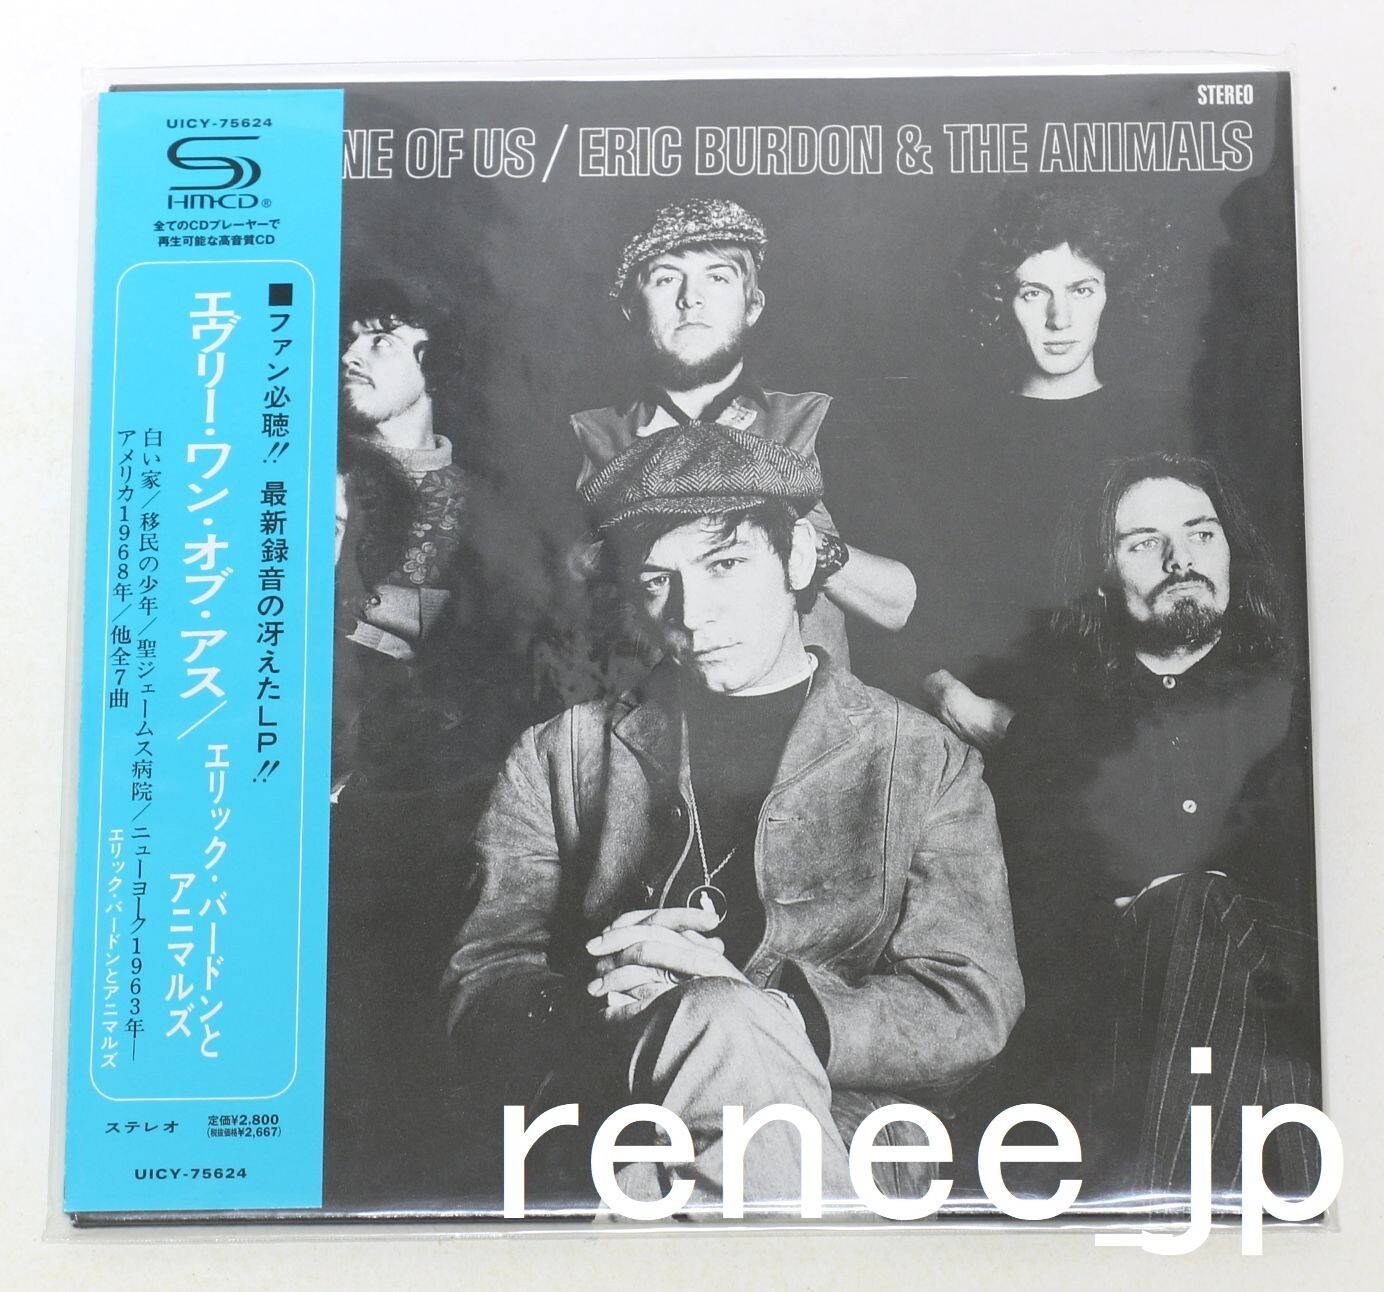 STEREO
NE OF US / ERIC BURDON & THE ANIMALS
UICY-75624
HM-CD®
全てのCDプレーヤーで
再生可能な高音質CD
■ファン必聴!! 最新録音の冴えたLP!!
エヴリー・ワン・オブ・アス/
エリック・バードンと
アニマルズ
白い家/移民の少年/聖ジェームス病院/ニューヨーク1963年—
アメリカ1968年/他全7曲
エリック・バードンとアニマルズ
ステレオ
定価¥2,800
(税抜価格¥2,667)
UICY-75624
renee_jp